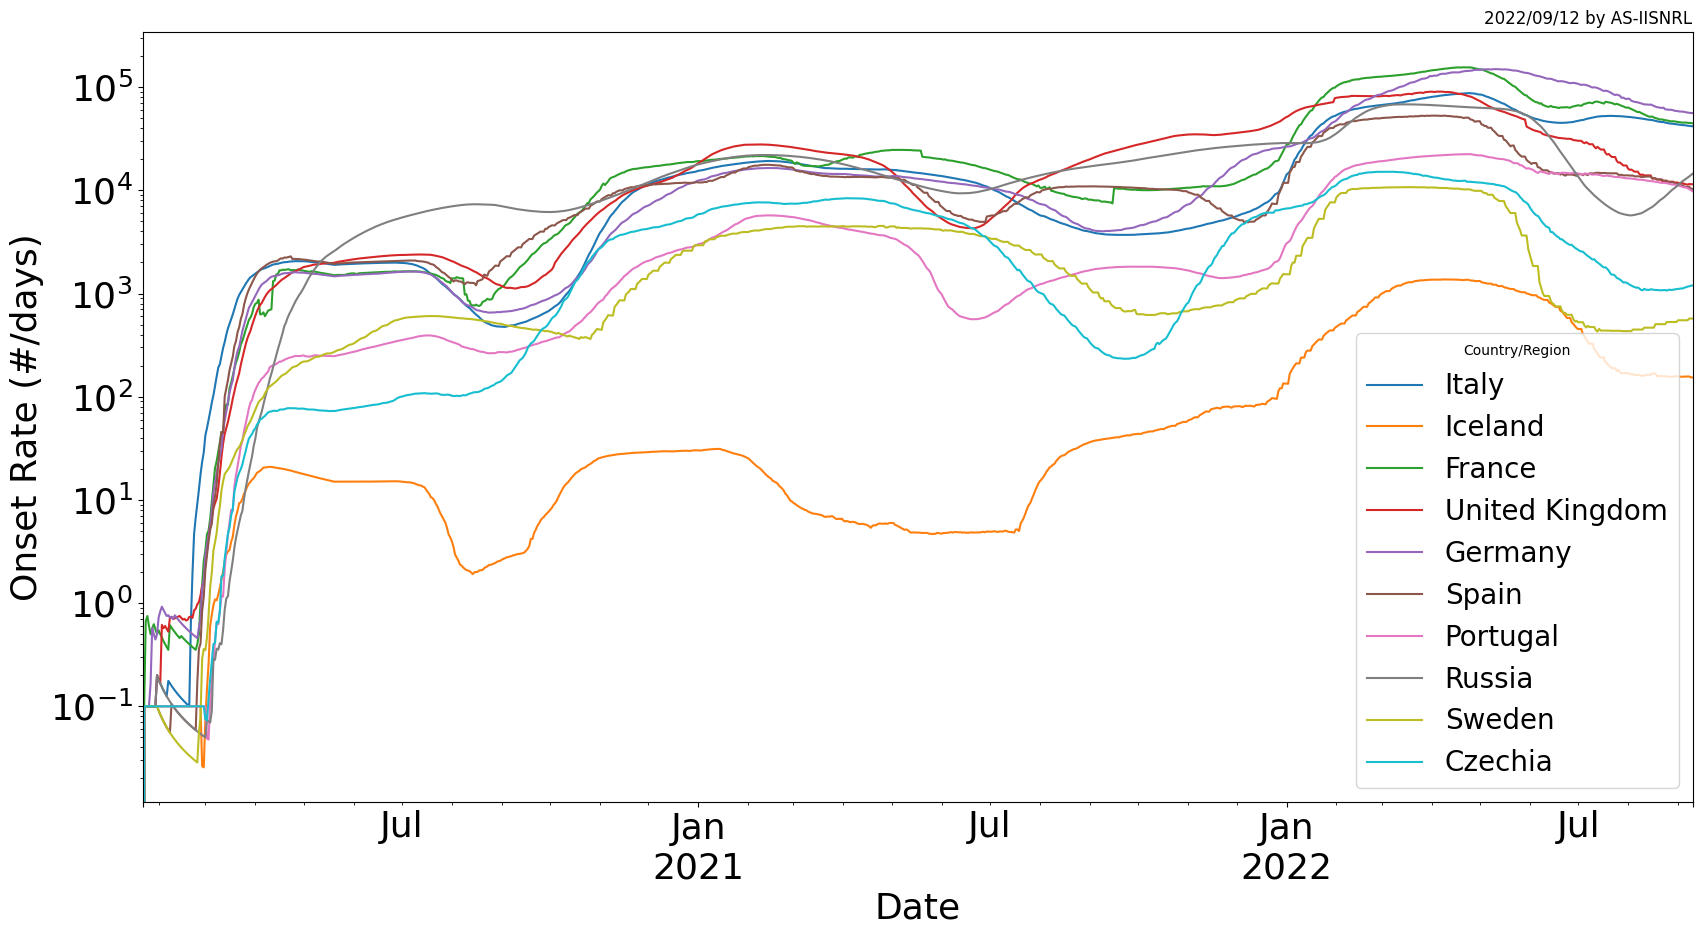 2022/09/12 by AS-IISNRL
Onset Rate (#/days)
10^5
10^4
10^3
10^2
10^1
10^0
10^−1
Country/Region
Italy
Iceland
France
United Kingdom
Germany
Spain
Portugal
Russia
Sweden
Czechia
Jul
Jan
2021
Jul
Jan
2022
Jul
Date